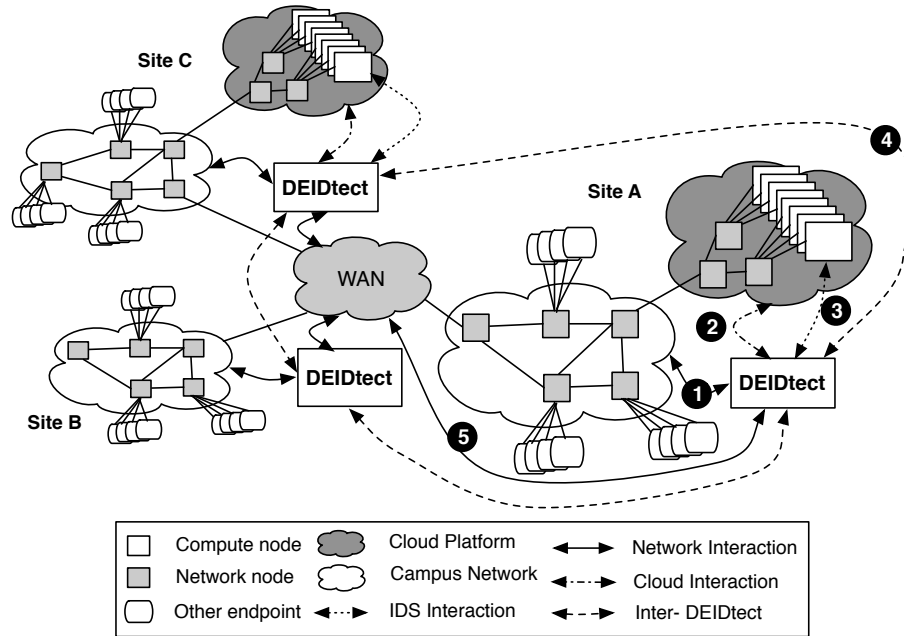 Site C
DEIDtect
4
Site A
WAN
2
3
DEIDtect
1
DEIDtect
Site B
5
Compute node
Cloud Platform
Network Interaction
Network node
Campus Network
Cloud Interaction
Other endpoint
IDS Interaction
Inter- DEIDtect